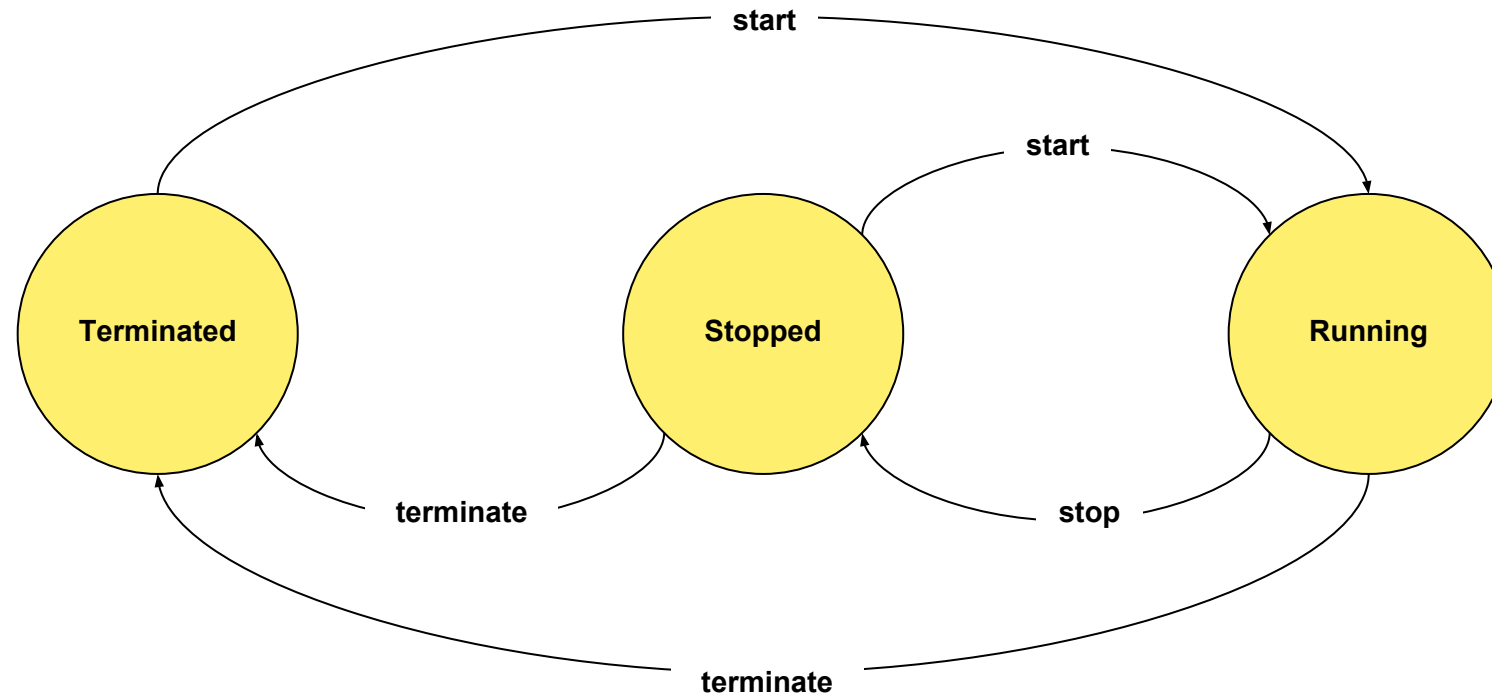 start
start
Terminated
Stopped
Running
terminate
stop
terminate